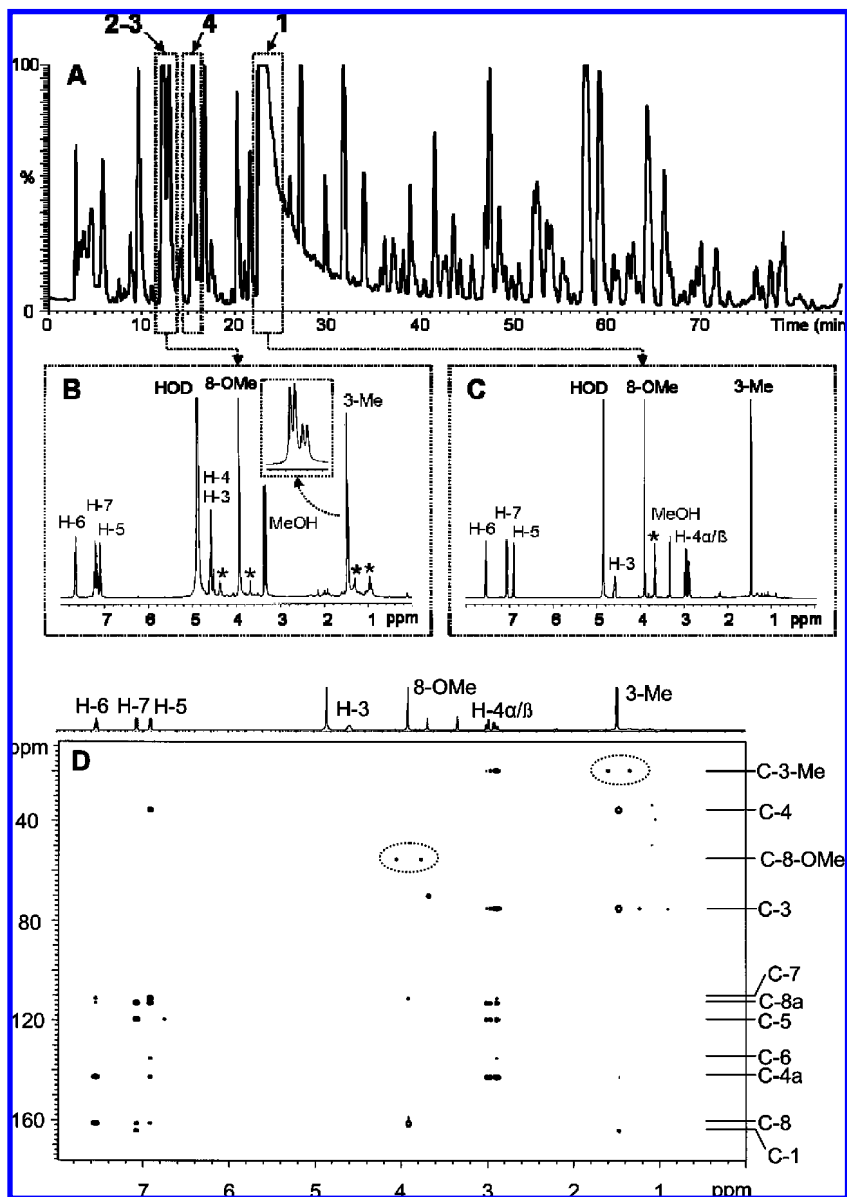 2-3 4 1
100
A
%
0
0 10 20 30 40 50 60 70 Time (min
B
HOD
8-OMe
3-Me
H-4
H-3
H-7
H-6
H-5
MeOH
*
*
*
*
7 6 5 4 3 2 1 ppm
C
HOD
8-OMe
3-Me
H-7
H-6
H-5
MeOH
*
H-4α/ß
H-3
7 6 5 4 3 2 1 ppm
8-OMe
3-Me
H-6 H-7 H-5
H-3
H-4α/ß
ppm
D
40
80
120
160
C-3-Me
C-4
C-8-OMe
C-3
C-7
C-8a
C-5
C-6
C-4a
C-8
C-1
7 6 5 4 3 2 1 ppm